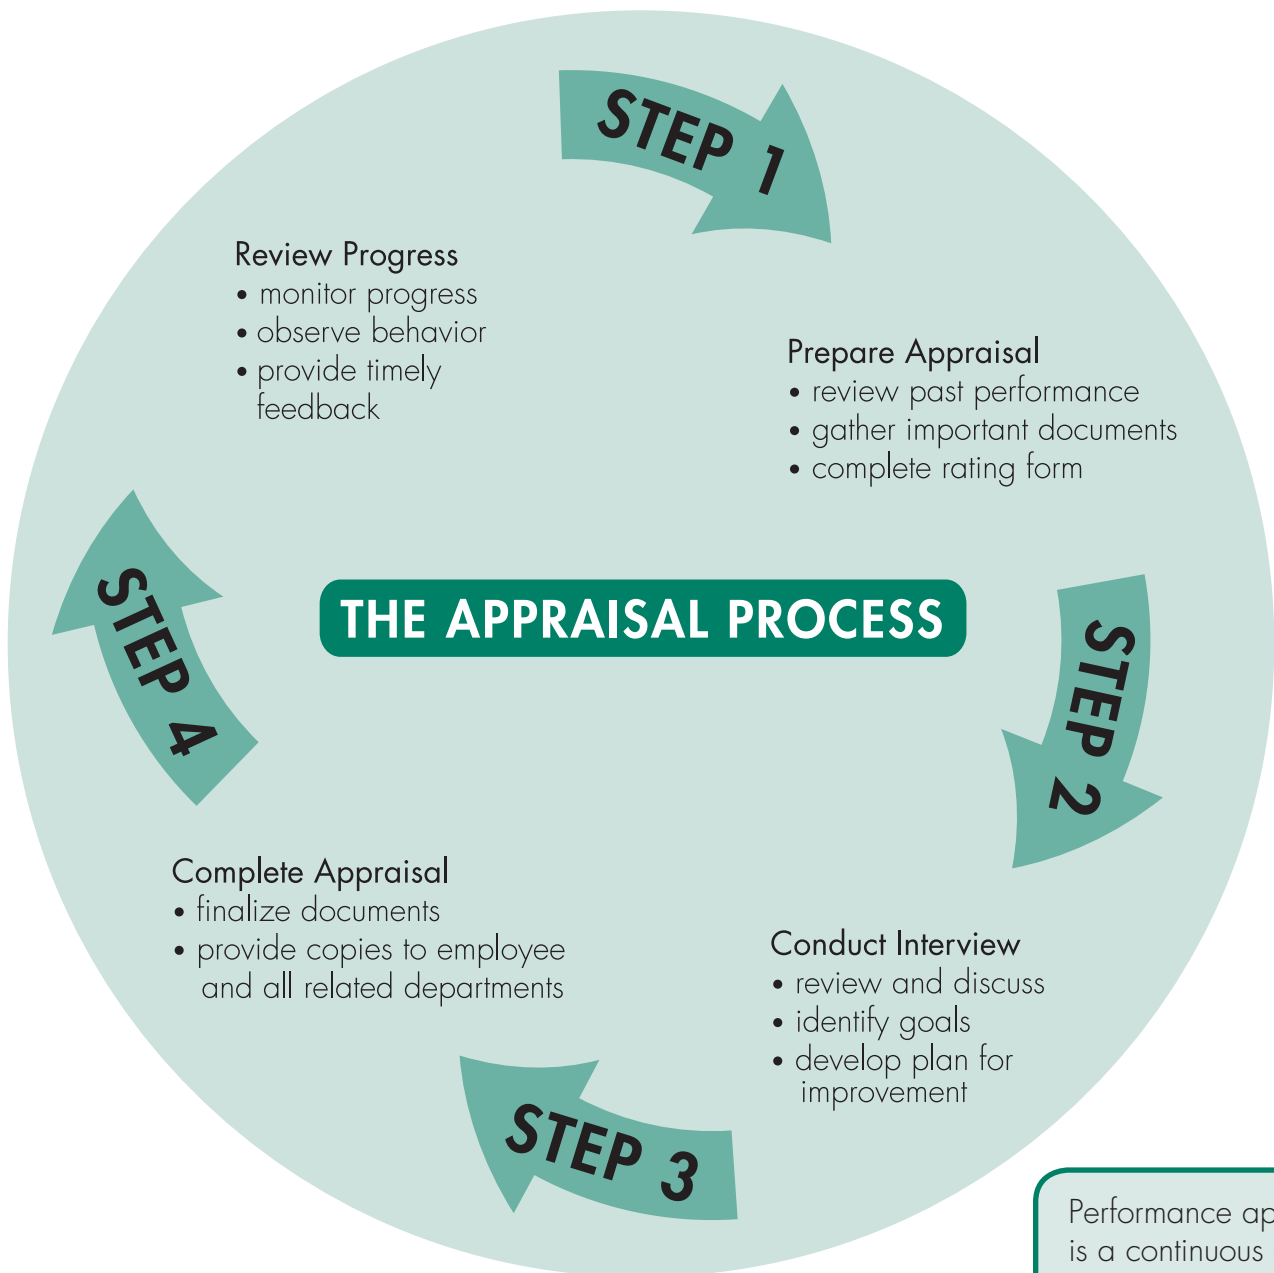 STEP 1
Prepare Appraisal
• review past performance
• gather important documents
• complete rating form
STEP 2
Conduct Interview
• review and discuss
• identify goals
• develop plan for
improvement
STEP 3
Complete Appraisal
• finalize documents
• provide copies to employee
and all related departments
STEP 4
Review Progress
• monitor progress
• observe behavior
• provide timely
feedback
THE APPRAISAL PROCESS
Performance ap
is a continuous